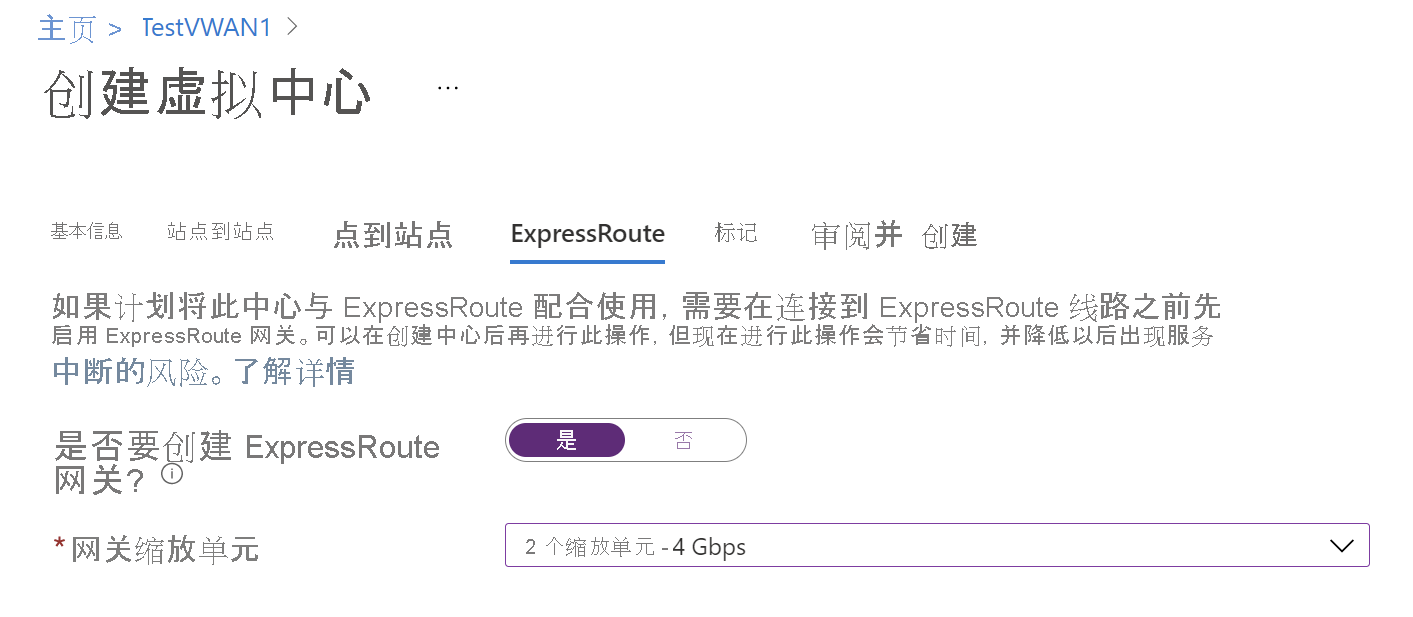 主页 > TestVWAN1 >
创建虚拟中心 ...
基本信息 站点到站点 点到站点 ExpressRoute 标记 审阅并 创建
如果计划将此中心与 ExpressRoute 配合使用, 需要在连接到 ExpressRoute 线路之前先
启用 ExpressRoute 网关。可以在创建中心后再进行此操作, 但现在进行此操作会节省时间, 并降低以后出现服务
中断的风险。了解详情
是否要创建 ExpressRoute
网关?
是 否
*网关缩放单元
2 个缩放单元 - 4 Gbps